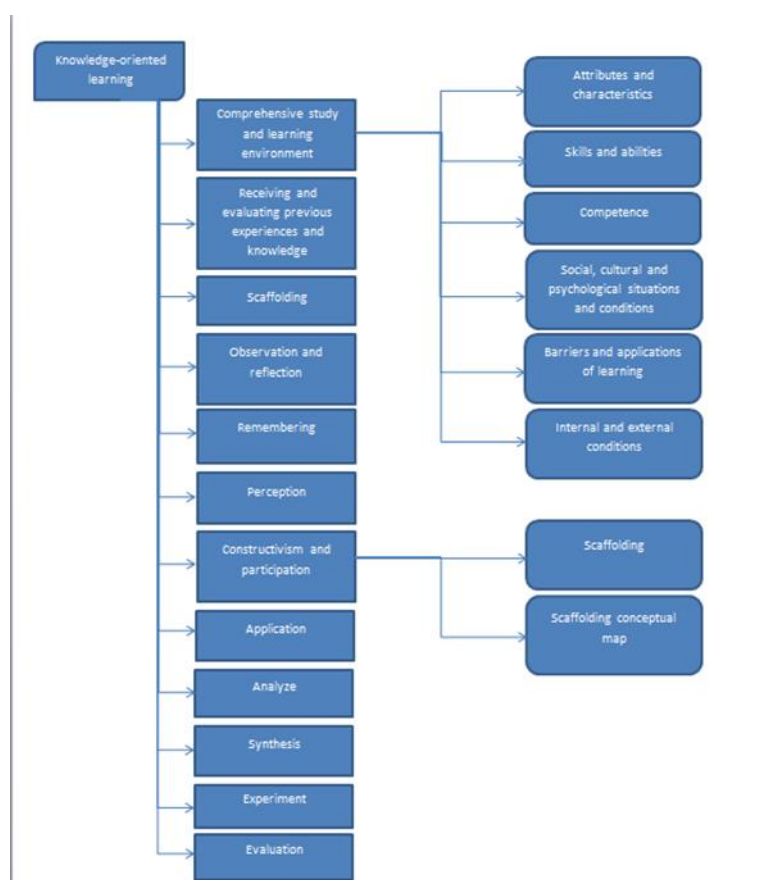 Knowledge-oriented
learning
Comprehensive study
and learning
environment
Receiving and
evaluating previous
experiences and
knowledge
Scaffolding
Observation and
reflection
Remembering
Perception
Constructivism and
participation
Application
Analyze
Synthesis
Experiment
Evaluation
Attributes and
characteristics
Skills and abilities
Competence
Social, cultural and
psychological situations
and conditions
Barriers and applications
of learning
Internal and external
conditions
Scaffolding
Scaffolding conceptual
map